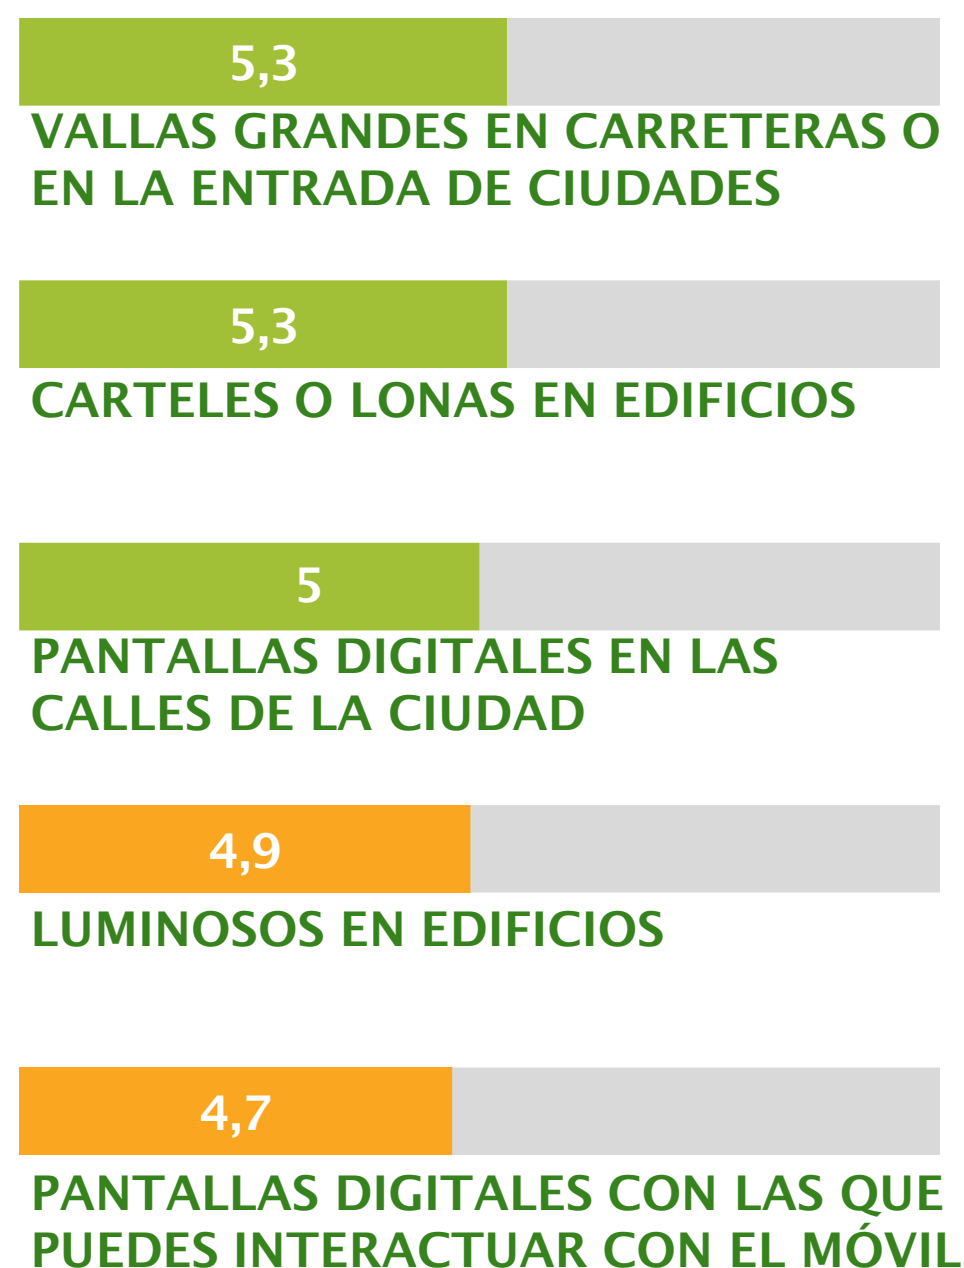 5,3
VALLAS GRANDES EN CARRETERAS O
EN LA ENTRADA DE CIUDADES
5,3
CARTELES O LONAS EN EDIFICIOS
5
PANTALLAS DIGITALES EN LAS
CALLES DE LA CIUDAD
4,9
LUMINOSOS EN EDIFICIOS
4,7
PANTALLAS DIGITALES CON LAS QUE
PUEDES INTERACTUAR CON EL MÓVIL